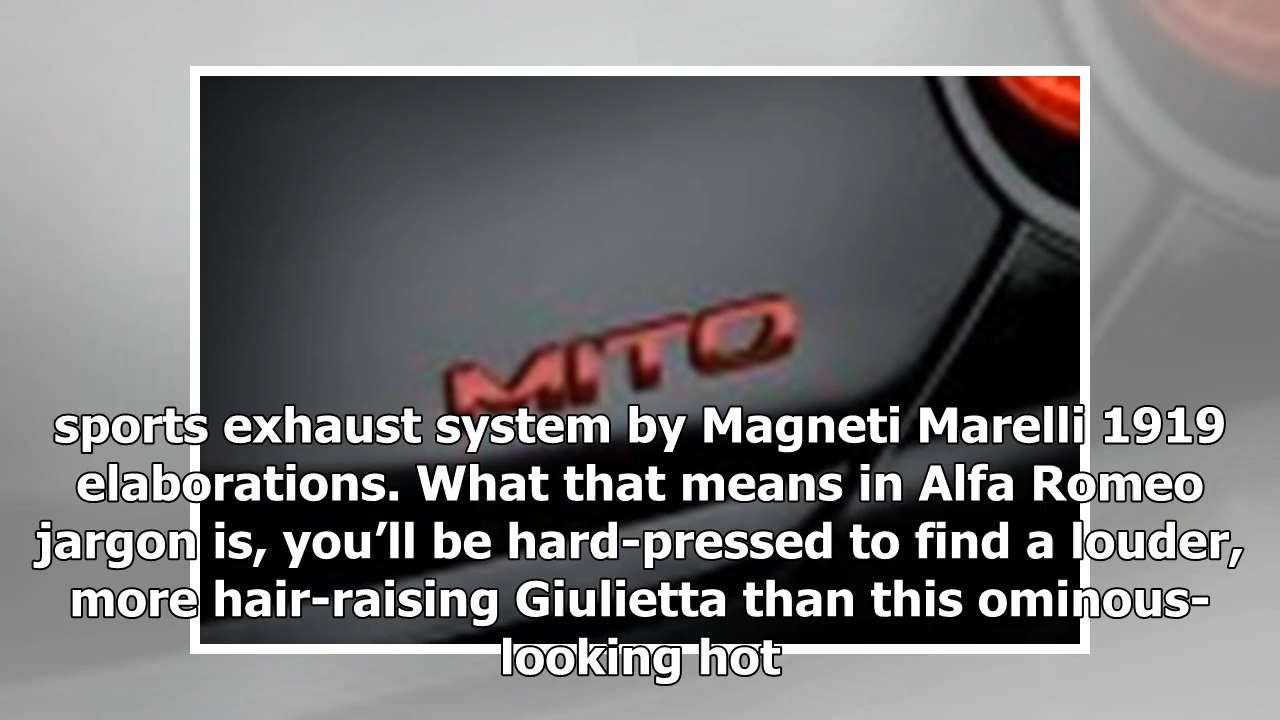 MITO
sports exhaust system by Magneti Marelli 1919
elaborations. What that means in Alfa Romeo
jargon is, you’ll be hard-pressed to find a louder,
more hair-raising Giulietta than this ominous-
looking hot